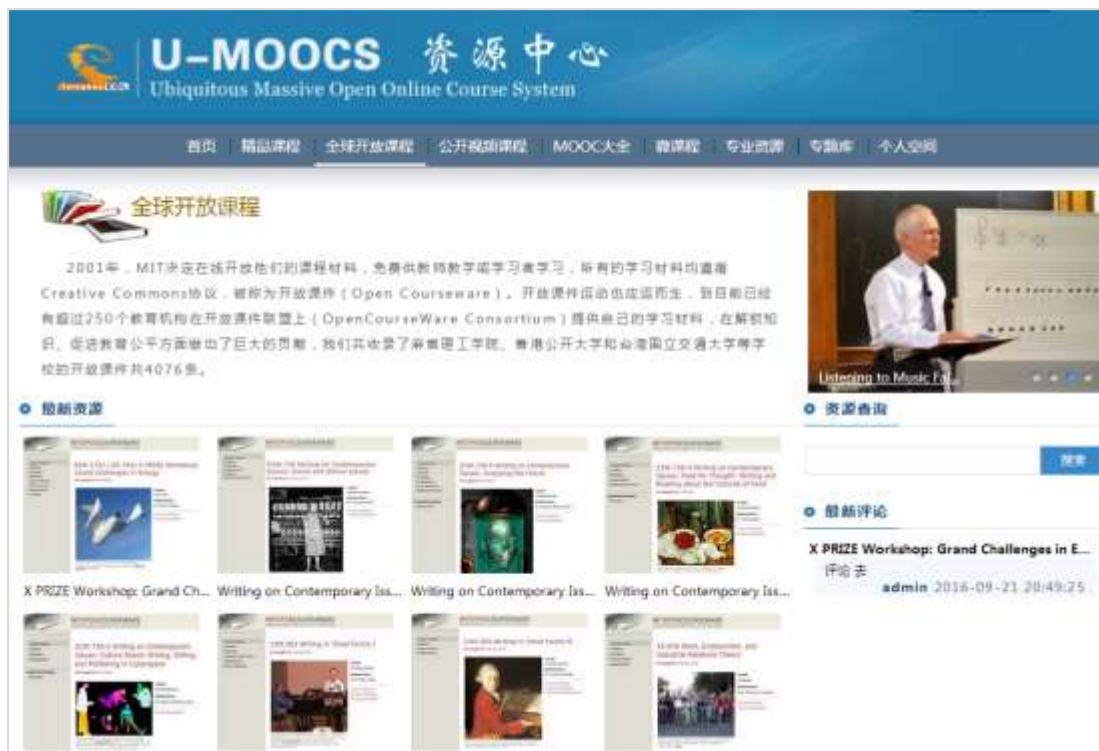 U-MOOCS 资源中心
Ubiquitous Massive Open Online Course System
首页 精品课程 全球开放课程 公开视频课程 MOOC大全 微课程 专业资源 专题库 个人空间
全球开放课程
2001年，MIT决定在线开放他们的课程材料，免费供教师教学或学习者学习，所有的学习材料均遵循
Creative Commons协议，被称为开放课件（Open Courseware）。开放课件运动也应运而生，到目前已经
有超过250个教育机构在开放课件联盟上（OpenCourseWare Consortium）提供自己的学习材料，在解锁知
识、促进教育公平方面做出了巨大的贡献，我们共收录了麻省理工学院、香港公开大学和台湾国立交通大学等学
校的开放课件共4076条。
Listening to Music Fal...
最新资源
X PRIZE Workshop: Grand Ch...
Writing on Contemporary Iss...
Writing on Contemporary Iss...
Writing on Contemporary Iss...
资源查询
搜索
最新评论
X PRIZE Workshop: Grand Challenges in E...
评论 去
admin 2016-09-21 20:49:25